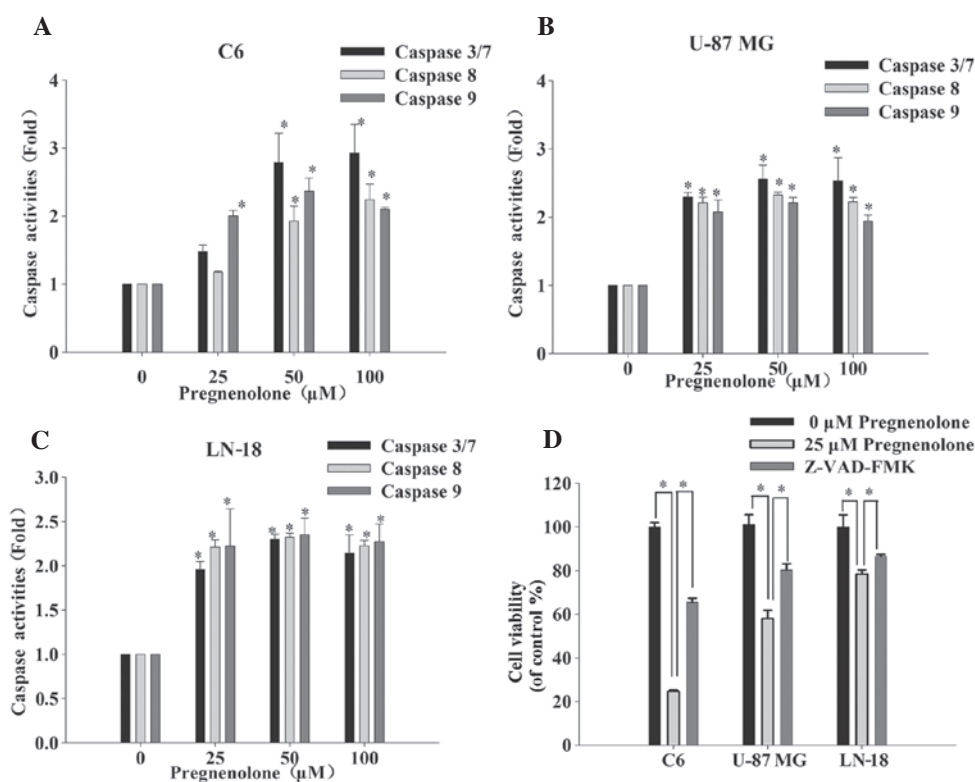 A
C6
Caspase 3/7
Caspase 8
Caspase 9
Caspase activities (Fold)
4
3
2
1
0
* * * * * * *
0 25 50 100
Pregnenolone (μM)
B
U-87 MG
Caspase 3/7
Caspase 8
Caspase 9
Caspase activities (Fold)
4
3
2
1
0
* * * * * * * * *
0 25 50 100
Pregnenolone (μM)
C
LN-18
Caspase 3/7
Caspase 8
Caspase 9
Caspase activities (Fold)
3.0
2.5
2.0
1.5
1.0
0.5
0.0
* * * * * * * * *
0 25 50 100
Pregnenolone (μM)
D
0 μM Pregnenolone
25 μM Pregnenolone
Z-VAD-FMK
Cell viability
(of control %)
120
100
80
60
40
20
0
* * * * * *
C6 U-87 MG LN-18